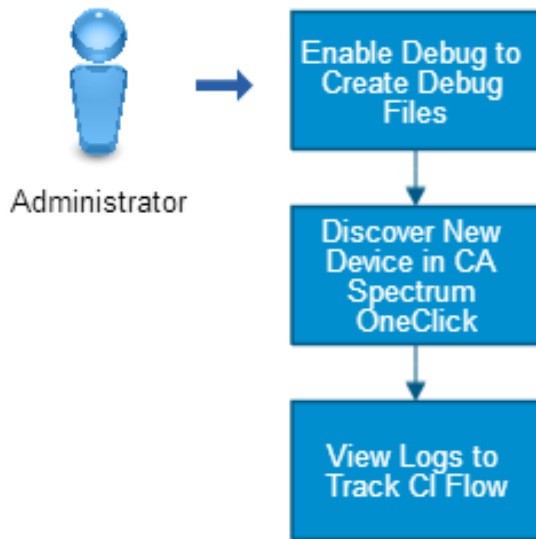 Administrator
Enable Debug to
Create Debug
Files
Discover New
Device in CA
Spectrum
OneClick
View Logs to
Track CI Flow